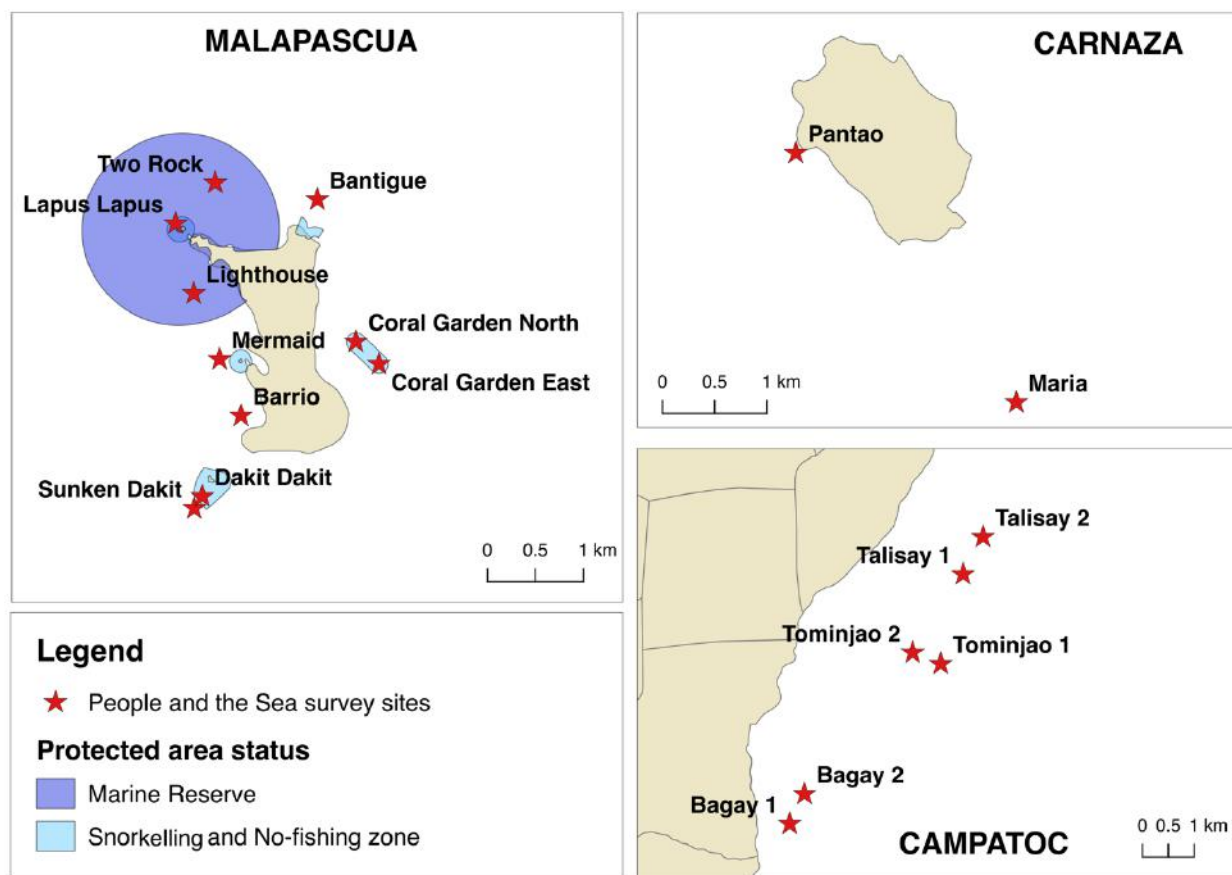 MALAPASCUA
Two Rock
Bantigue
Lapus Lapus
Lighthouse
Coral Garden North
Mermaid
Coral Garden East
Barrio
Dakit Dakit
Sunken Dakit
0 0.5 1 km
CARNAZA
Pantao
0 0.5 1 km
Maria
Talisay 2
Talisay 1
Tominjao 2
Tominjao 1
Bagay 2
Bagay 1
CAMPATOC
0 0.5 1 km
Legend
People and the Sea survey sites
Protected area status
Marine Reserve
Snorkelling and No-fishing zone